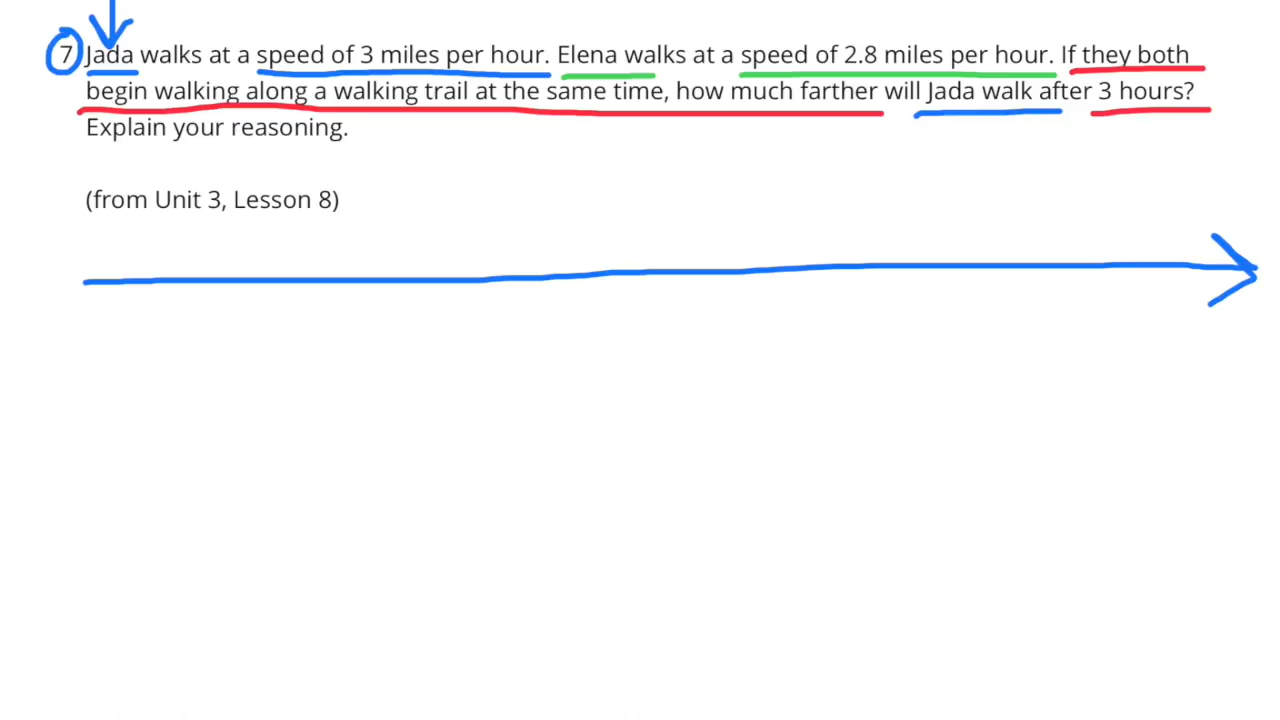 7 Jada walks at a speed of 3 miles per hour. Elena walks at a speed of 2.8 miles per hour. If they both
begin walking along a walking trail at the same time, how much farther will Jada walk after 3 hours?
Explain your reasoning.
(from Unit 3, Lesson 8)